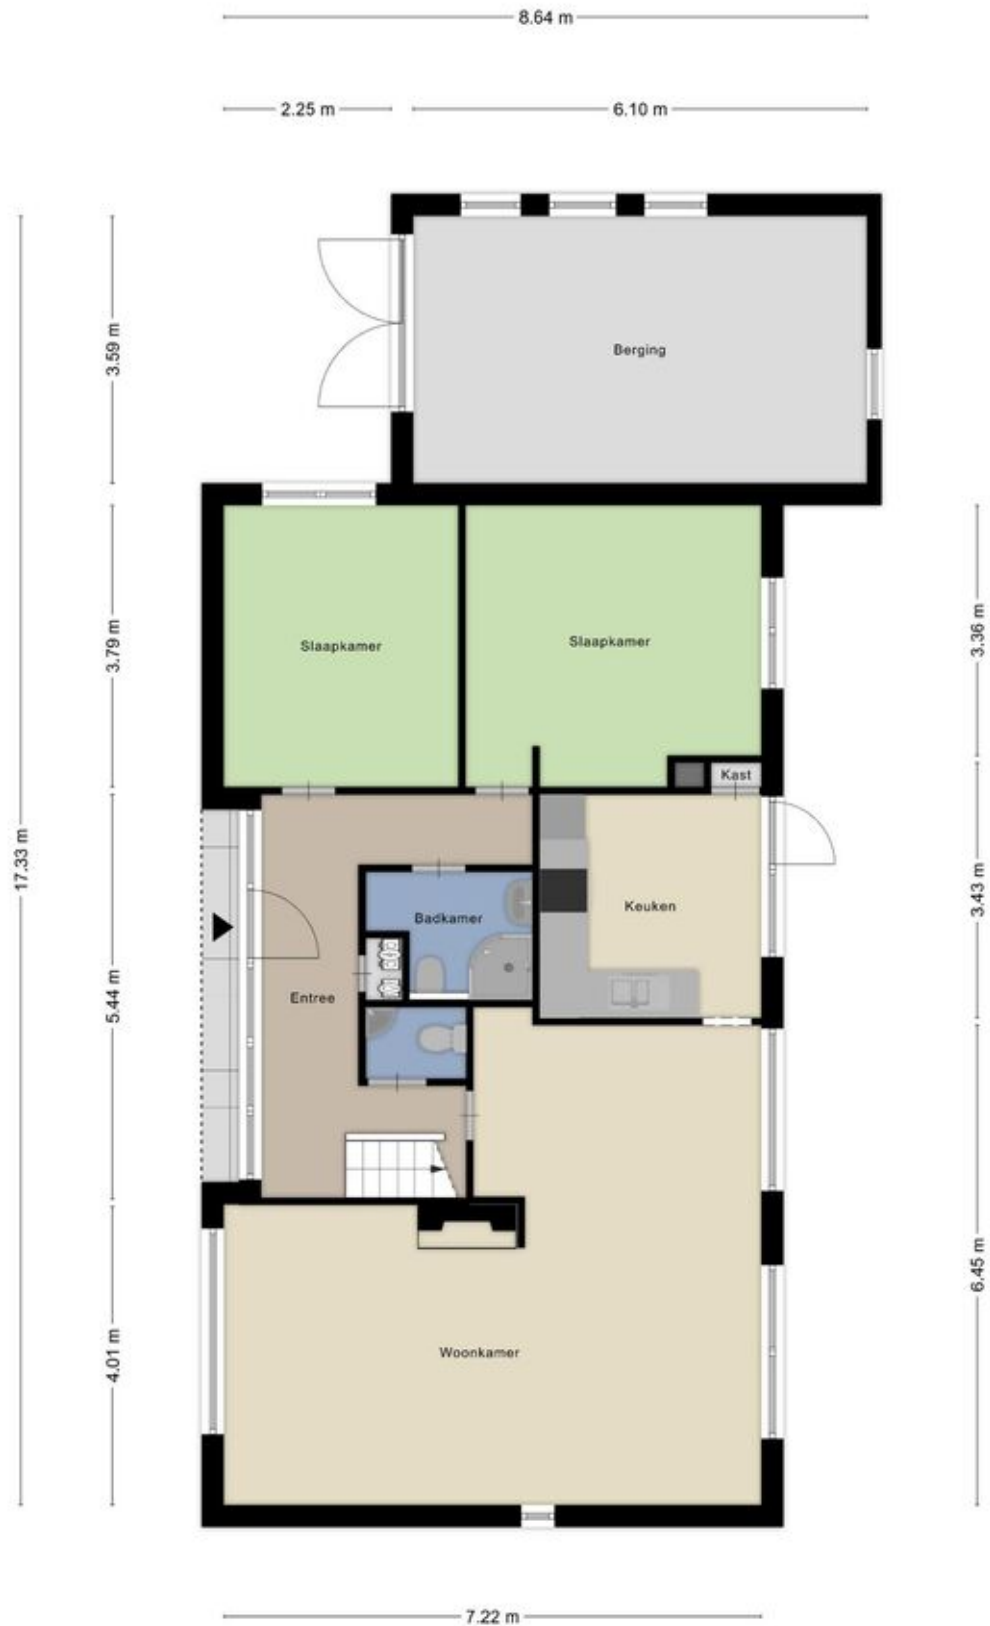 8.64 m
2.25 m
6.10 m
3.59 m
Berging
3.79 m
Slaapkamer
Slaapkamer
3.36 m
Kast
17.33 m
Keuken
3.43 m
Badkamer
Entree
5.44 m
6.45 m
4.01 m
Woonkamer
7.22 m